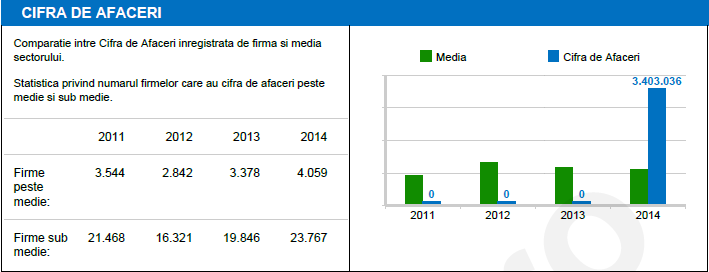 CIFRA DE AFACERI
Comparatie intre Cifra de Afaceri inregistrata de firma si media
sectorului.
Statistica privind numarul firmelor care au cifra de afaceri peste
medie si sub medie.
2011 2012 2013 2014
Firme
peste
medie:
3.544 2.842 3.378 4.059
Firme sub
medie:
21.468 16.321 19.846 23.767
Media Cifra de Afaceri
3.403.036
0 0 0
2011 2012 2013 2014